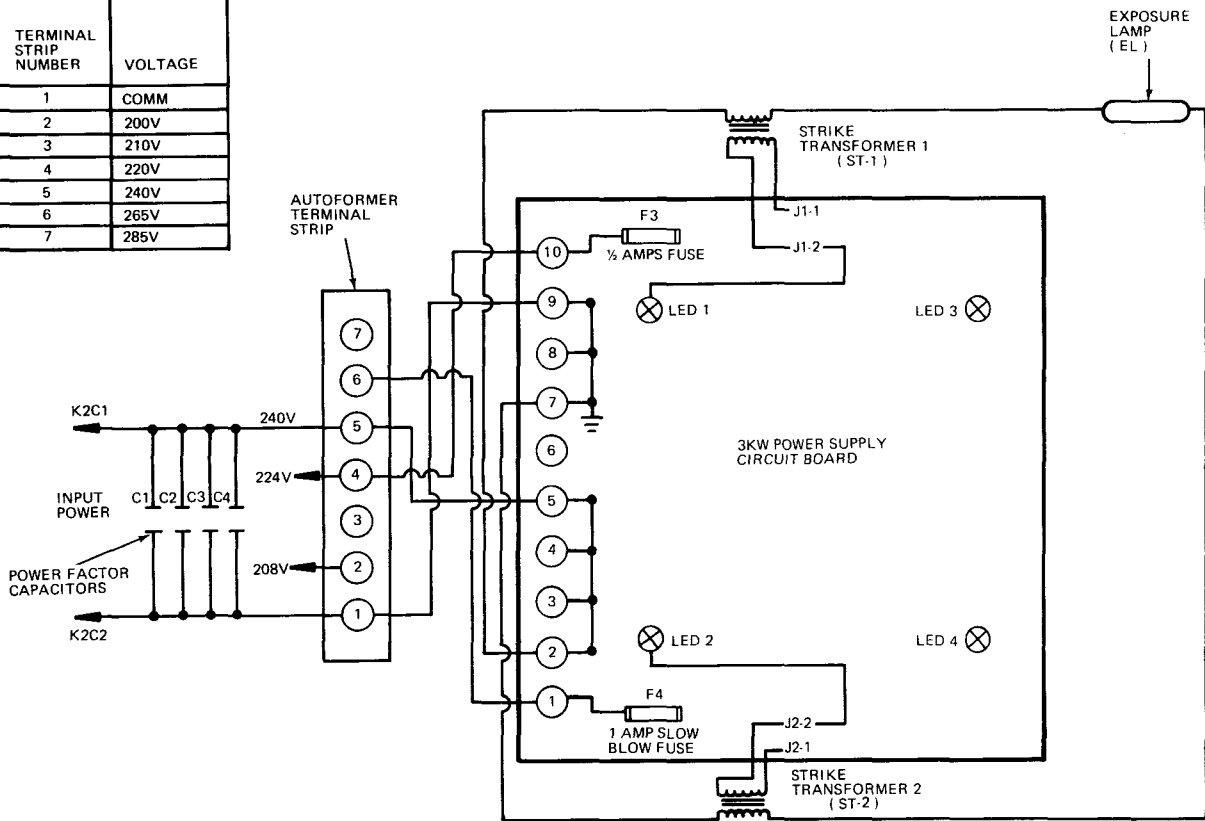 TERMINAL STRIP NUMBER VOLTAGE
1 COMM
2 200V
3 210V
4 220V
5 240V
6 265V
7 285V
EXPOSURE
LAMP
( EL )
STRIKE
TRANSFORMER 1
( ST-1 )
AUTOFORMER
TERMINAL
STRIP
J1-1
J1-2
F3
½ AMPS FUSE
10
9
8
7
6
5
4
3
2
1
LED 1
LED 3
3KW POWER SUPPLY
CIRCUIT BOARD
LED 2
LED 4
F4
1 AMP SLOW
BLOW FUSE
J2-2
J2-1
STRIKE
TRANSFORMER 2
( ST-2 )
7
6
5
4
3
2
1
K2C1
240V
224V
208V
INPUT
POWER
C1 C2 C3 C4
POWER FACTOR
CAPACITORS
K2C2